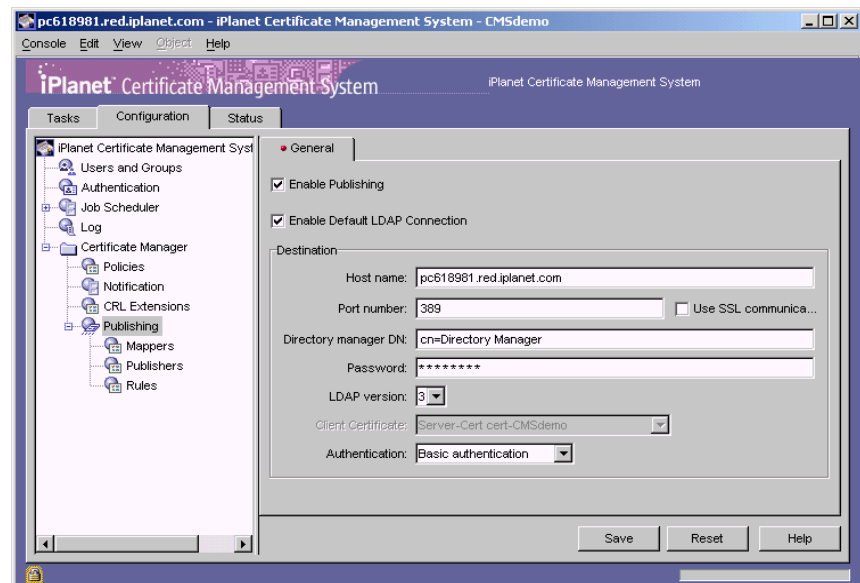 pc618981.red.iplanet.com - iPlanet Certificate Management System - CMSdemo
Console Edit View Object Help
iPlanet Certificate Management System
iPlanet Certificate Management System
Tasks Configuration Status
iPlanet Certificate Management Syst
Users and Groups
Authentication
Job Scheduler
Log
Certificate Manager
Policies
Notification
CRL Extensions
Publishing
Mappers
Publishers
Rules
General
Enable Publishing
Enable Default LDAP Connection
Destination
Host name: pc618981.red.iplanet.com
Port number: 389 Use SSL communica...
Directory manager DN: cn=Directory Manager
Password: ********
LDAP version: 3
Client Certificate: Server-Cert cert-CMSdemo
Authentication: Basic authentication
Save Reset Help